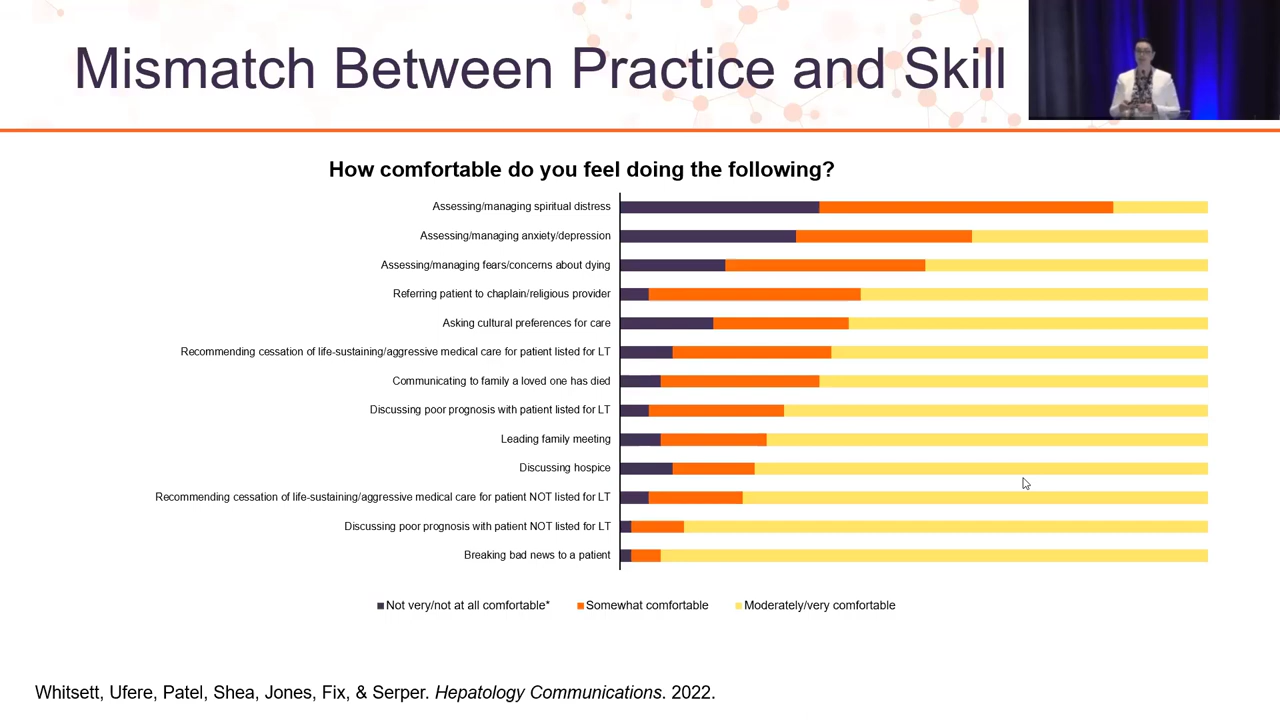 Mismatch Between Practice and Skill
How comfortable do you feel doing the following?
Assessing/managing spiritual distress
Assessing/managing anxiety/depression
Assessing/managing fears/concerns about dying
Referring patient to chaplain/religious provider
Asking cultural preferences for care
Recommending cessation of life-sustaining/aggressive medical care for patient listed for LT
Communicating to family a loved one has died
Discussing poor prognosis with patient listed for LT
Leading family meeting
Discussing hospice
Recommending cessation of life-sustaining/aggressive medical care for patient NOT listed for LT
Discussing poor prognosis with patient NOT listed for LT
Breaking bad news to a patient
Not very/not at all comfortable* Somewhat comfortable Moderately/very comfortable
Whitsett, Ufere, Patel, Shea, Jones, Fix, & Serper. Hepatology Communications. 2022.